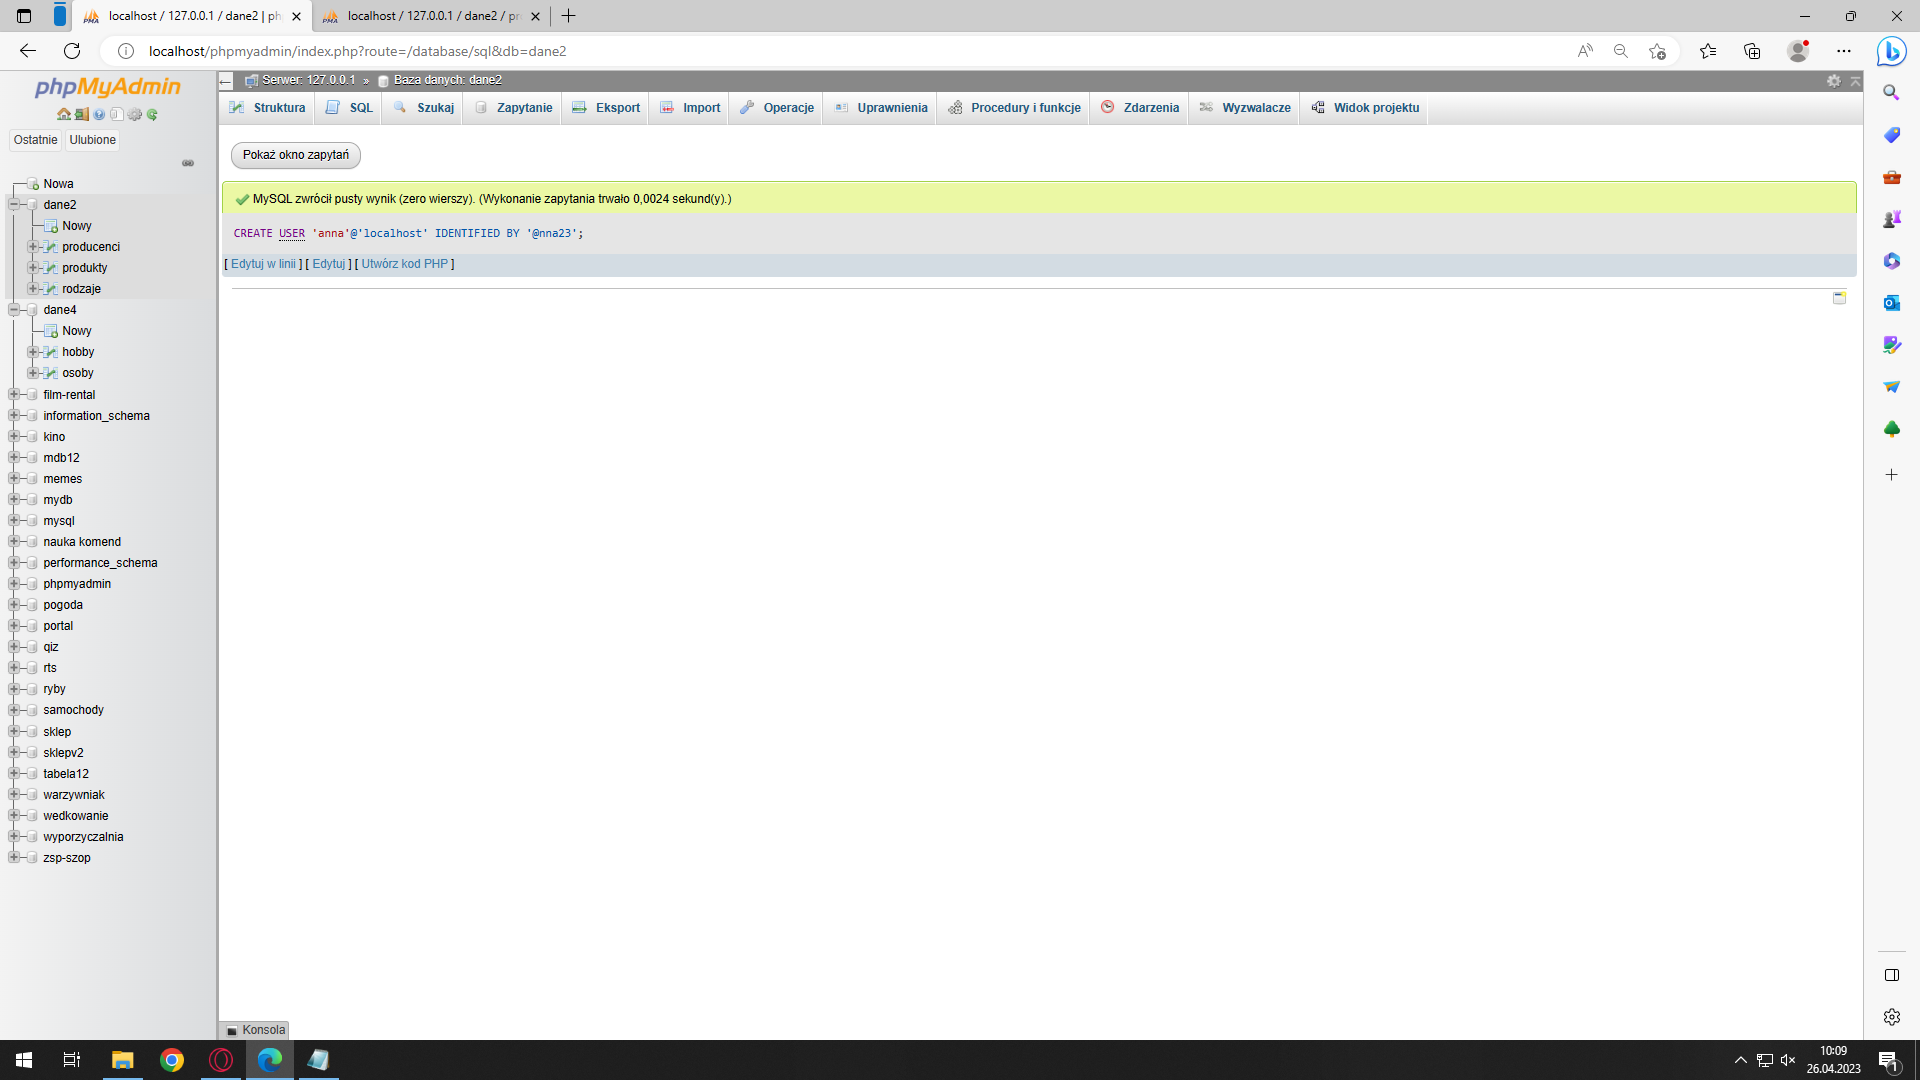 localhost / 127.0.0.1 / dane2 | ph
localhost / 127.0.0.1 / dane2 / pr
localhost/phpmyadmin/index.php?route=/database/sql&db=dane2
phpMyAdmin
Ostatnie Ulubione
Nowa
dane2
Nowy
producenci
produkty
rodzaje
dane4
Nowy
hobby
osoby
film-rental
information_schema
kino
mdb12
memes
mydb
mysql
nauka komend
performance_schema
phpmyadmin
pogoda
portal
qiz
rts
ryby
samochody
sklep
sklepv2
tabela12
warzywniak
wedkowanie
wyporzyczalnia
zsp-szop
Serwer: 127.0.0.1 » Baza danych: dane2
Struktura SQL Szukaj Zapytanie Eksport Import Operacje Uprawnienia Procedury i funkcje Zdarzenia Wyzwalacze Widok projektu
Pokaż okno zapytań
MySQL zwrócił pusty wynik (zero wierszy). (Wykonanie zapytania trwało 0,0024 sekund(y).)
CREATE USER 'anna'@'localhost' IDENTIFIED BY '@nna23';
[ Edytuj w linii ] [ Edytuj ] [ Utwórz kod PHP ]
Konsola
10:09
26.04.2023
1